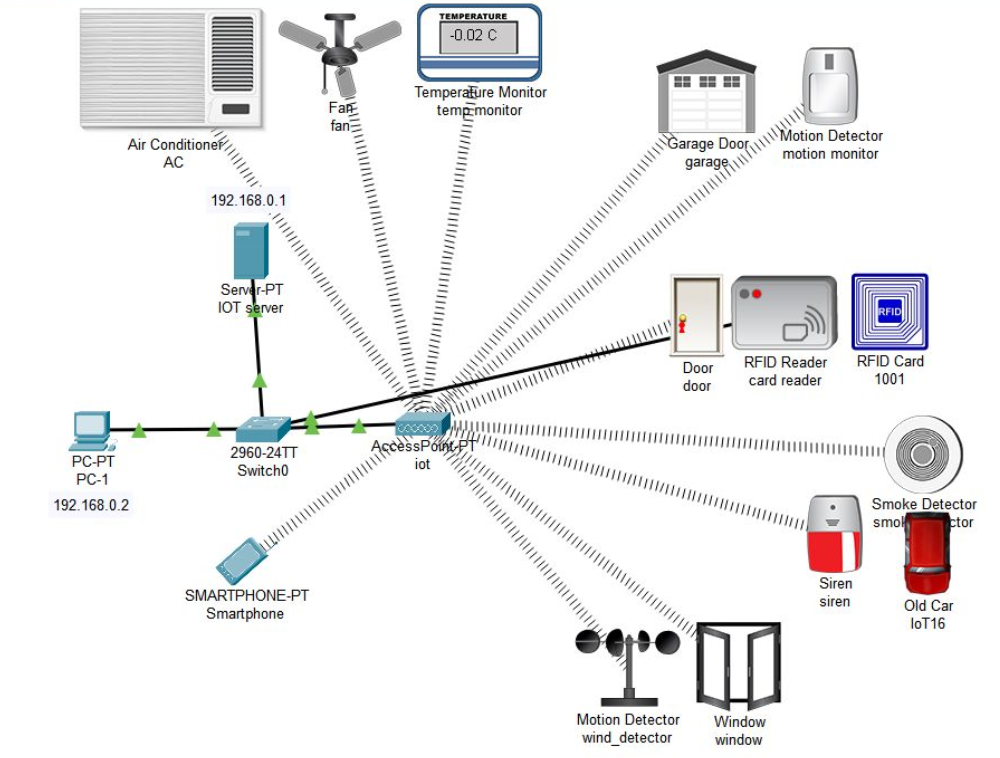 TEMPERATURE
-0.02 C
Air Conditioner
AC
Fan
fan
Temperature Monitor
temp monitor
Garage Door
garage
Motion Detector
motion monitor
192.168.0.1
Server-PT
IOT server
Door
door
RFID Reader
card reader
RFID
RFID Card
1001
PC-PT
PC-1
192.168.0.2
2960-24TT
Switch0
AccessPoint-PT
iot
Smoke Detector
SMARTPHONE-PT
Smartphone
Siren
siren
Old Car
IoT16
Motion Detector
wind_detector
Window
window